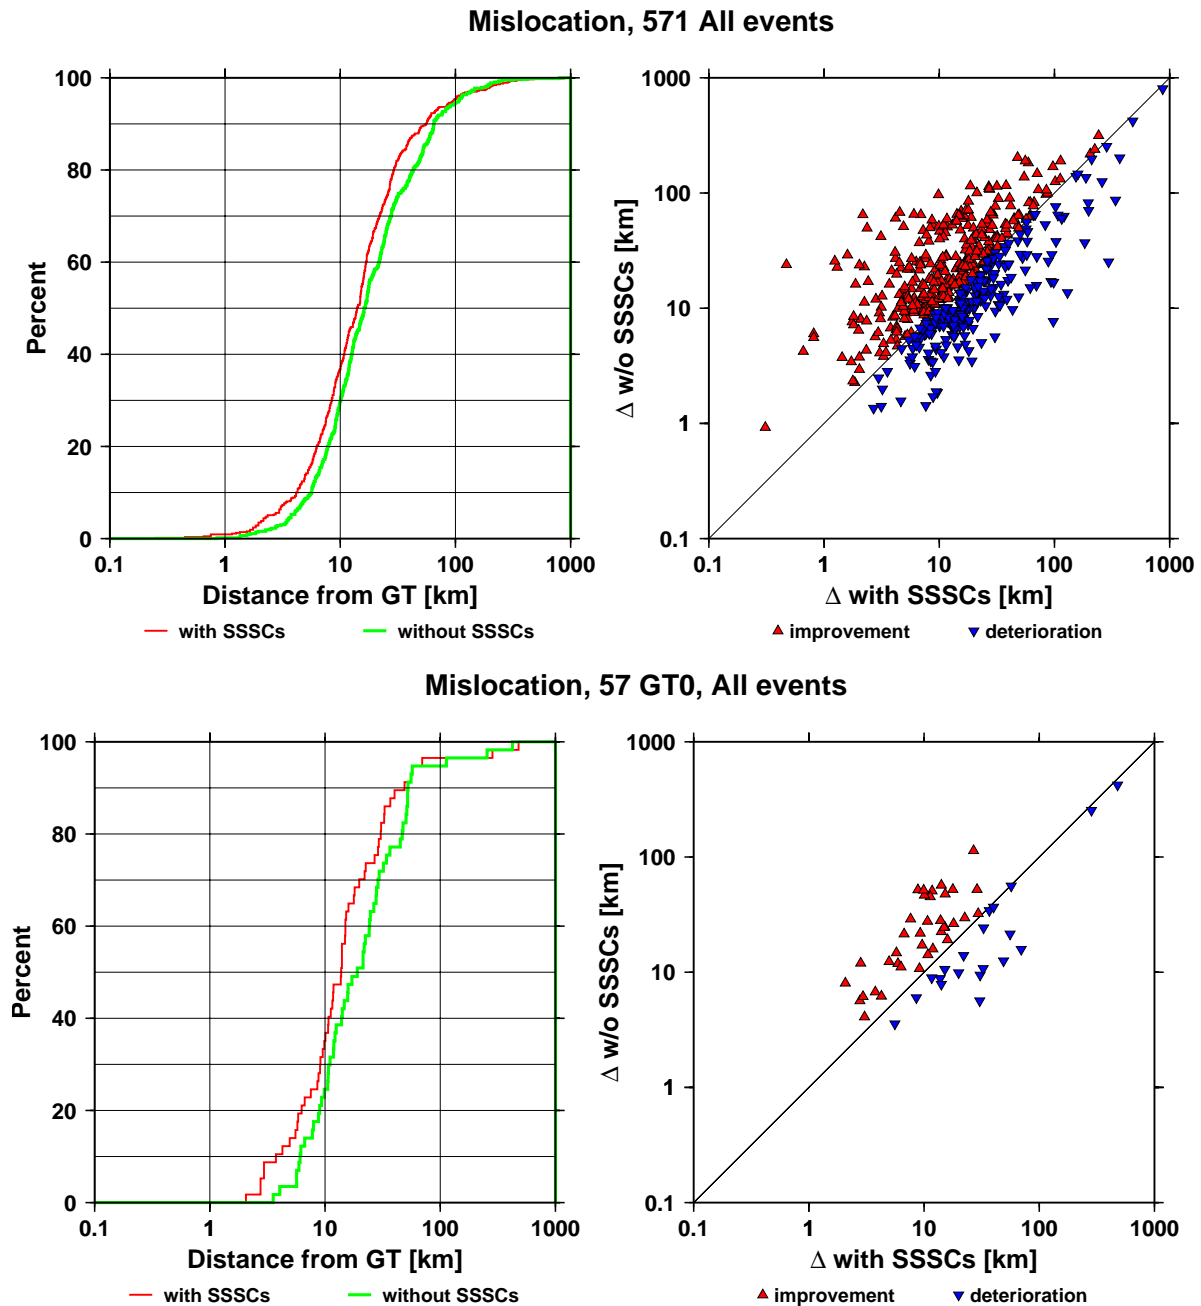 Mislocation, 571 All events
100
80
60
40
20
0
Percent
0.1 1 10 100 1000
Distance from GT [km]
with SSSCs without SSSCs
1000
100
10
1
0.1
Δ w/o SSSCs [km]
0.1 1 10 100 1000
Δ with SSSCs [km]
improvement deterioration
Mislocation, 57 GT0, All events
100
80
60
40
20
0
Percent
0.1 1 10 100 1000
Distance from GT [km]
with SSSCs without SSSCs
1000
100
10
1
0.1
Δ w/o SSSCs [km]
0.1 1 10 100 1000
Δ with SSSCs [km]
improvement deterioration